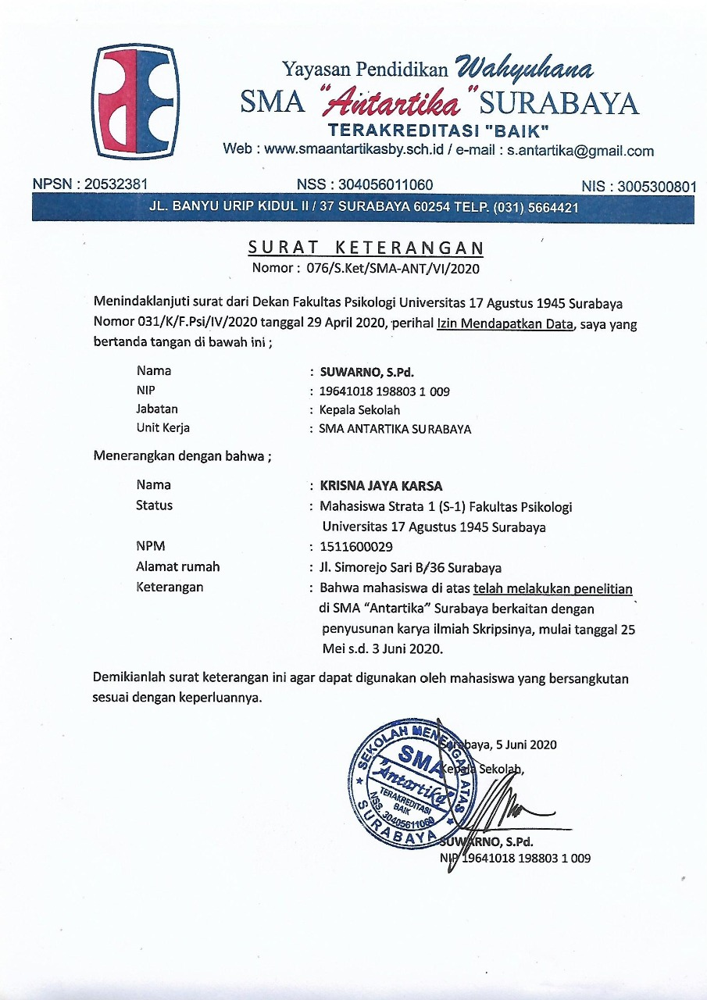 Yayasan Pendidikan Wahyuhana
SMA "Antartika" SURABAYA
TERAKREDITASI "BAIK"
Web : www.smaantartikasby.sch.id / e-mail : s.antartika@gmail.com
NPSN : 20532381 NSS : 304056011060 NIS : 3005300801
JL. BANYU URIP KIDUL II / 37 SURABAYA 60254 TELP. (031) 5664421
SURAT KETERANGAN
Nomor : 076/S.Ket/SMA-ANT/VI/2020
Menindaklanjuti surat dari Dekan Fakultas Psikologi Universitas 17 Agustus 1945 Surabaya
Nomor 031/K/F.Psi/IV/2020 tanggal 29 April 2020, perihal Izin Mendapatkan Data, saya yang
bertanda tangan di bawah ini ;
Nama : SUWARNO, S.Pd.
NIP : 19641018 198803 1 009
Jabatan : Kepala Sekolah
Unit Kerja : SMA ANTARTIKA SURABAYA
Menerangkan dengan bahwa ;
Nama : KRISNA JAYA KARSA
Status : Mahasiswa Strata 1 (S-1) Fakultas Psikologi
Universitas 17 Agustus 1945 Surabaya
NPM : 1511600029
Alamat rumah : Jl. Simorejo Sari B/36 Surabaya
Keterangan : Bahwa mahasiswa di atas telah melakukan penelitian
di SMA "Antartika" Surabaya berkaitan dengan
penyusunan karya ilmiah Skripsinya, mulai tanggal 25
Mei s.d. 3 Juni 2020.
Demikianlah surat keterangan ini agar dapat digunakan oleh mahasiswa yang bersangkutan
sesuai dengan keperluannya.
Surabaya, 5 Juni 2020
Kepala Sekolah,
SEKOLAH MENENGAH ATAS
SMA
"Antartika"
TERAKREDITASI
BAIK
NSS. 30405611060
SURABAYA
SUWARNO, S.Pd.
NIP 19641018 198803 1 009